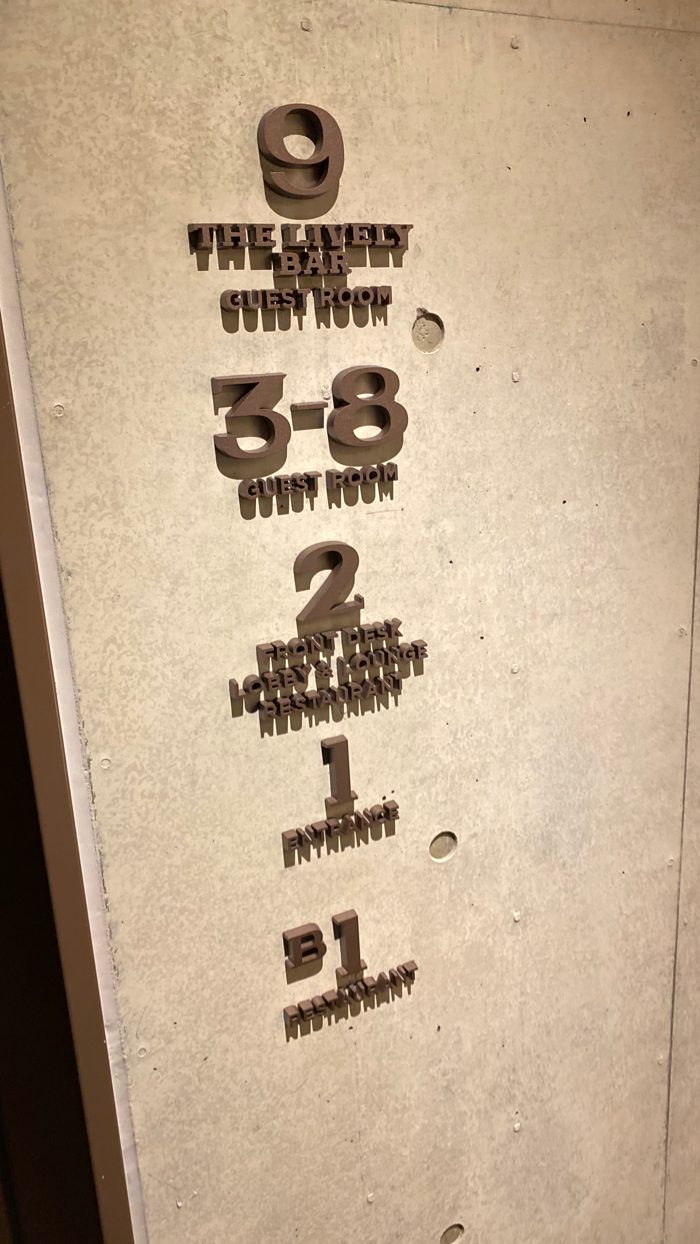 9
THE LIVELY
BAR
GUEST ROOM
3-8
GUEST ROOM
2
FRONT DESK
LOBBY & LOUNGE
RESTAURANT
1
ENTRANCE
B1
RESTAURANT